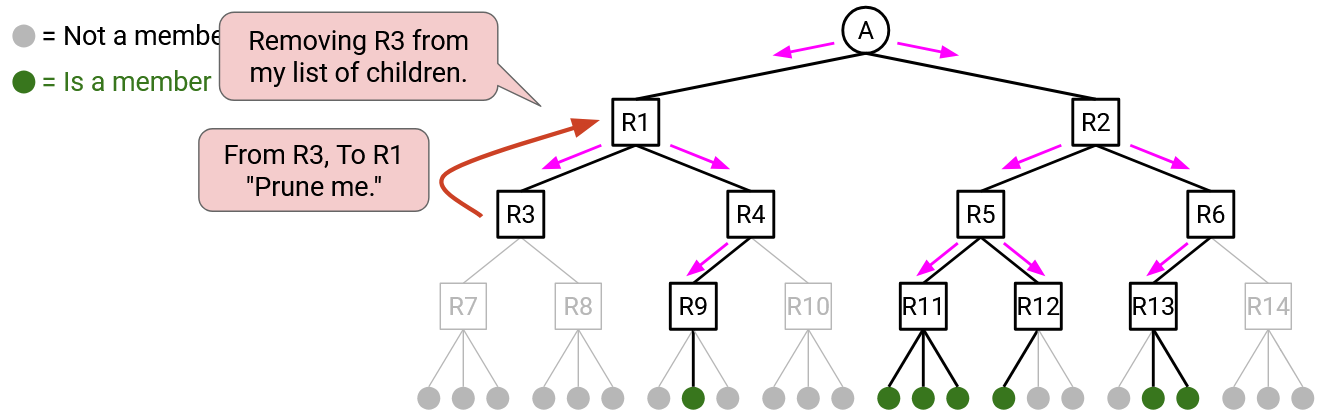 = Not a membe
= Is a member
Removing R3 from
my list of children.
From R3, To R1
"Prune me."
A
R1
R2
R3
R4
R5
R6
R7
R8
R9
R10
R11
R12
R13
R14